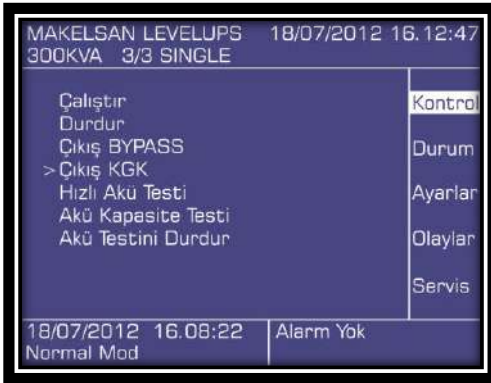 MAKELSAN LEVELUPS 18/07/2012 16.12:47
300KVA 3/3 SINGLE
Çalıştır
Durdur
Çıkış BYPASS
>Çıkış KGK
Hızlı Akü Testi
Akü Kapasite Testi
Akü Testini Durdur
Kontrol
Durum
Ayarlar
Olaylar
Servis
18/07/2012 16.08:22
Normal Mod
Alarm Yok